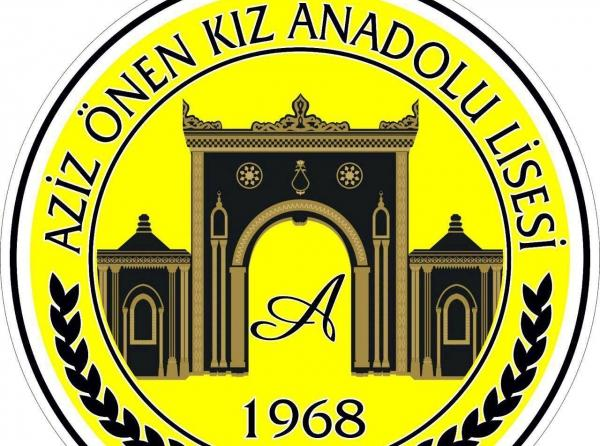 AZİZ ÖNEN KIZ ANADOLU LİSESİ
A
1968